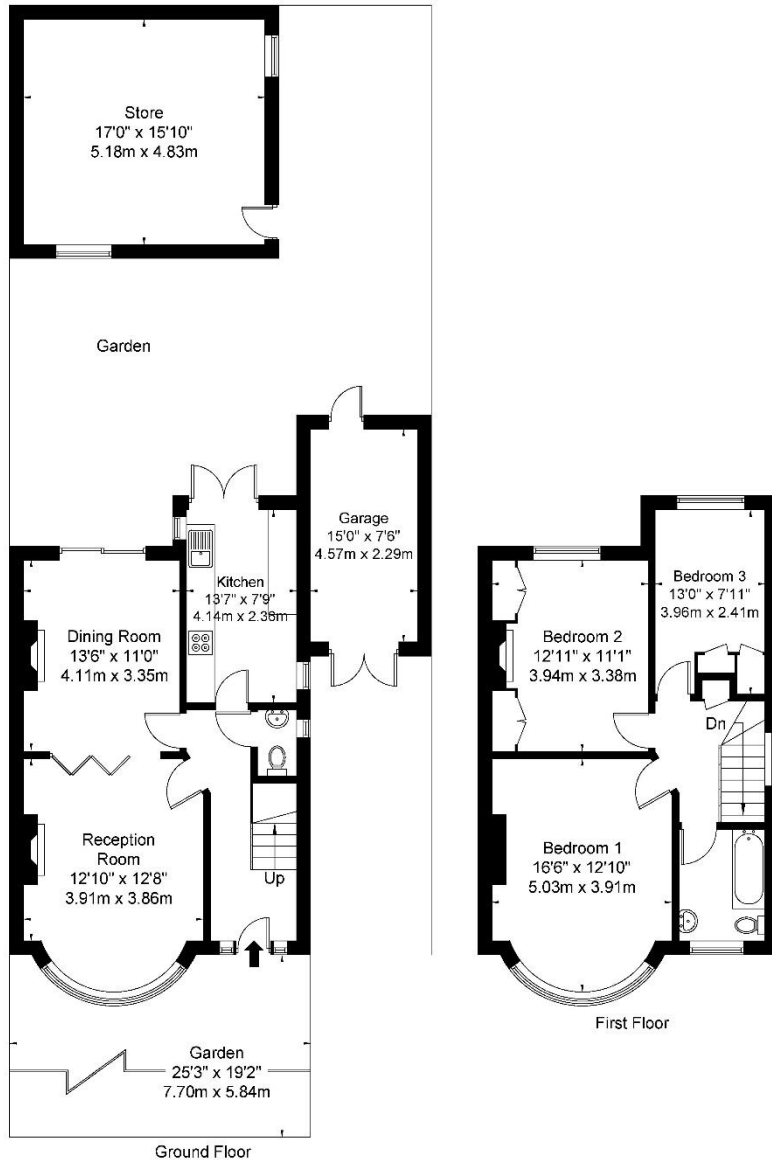 Store
17'0" x 15'10"
5.18m x 4.83m
Garden
Garage
15'0" x 7'6"
4.57m x 2.29m
Kitchen
13'7" x 7'9"
4.14m x 2.36m
Dining Room
13'6" x 11'0"
4.11m x 3.35m
Reception
Room
12'10" x 12'8"
3.91m x 3.86m
Up
Garden
25'3" x 19'2"
7.70m x 5.84m
Ground Floor
Bedroom 3
13'0" x 7'11"
3.96m x 2.41m
Bedroom 2
12'11" x 11'1"
3.94m x 3.38m
Dn
Bedroom 1
16'6" x 12'10"
5.03m x 3.91m
First Floor